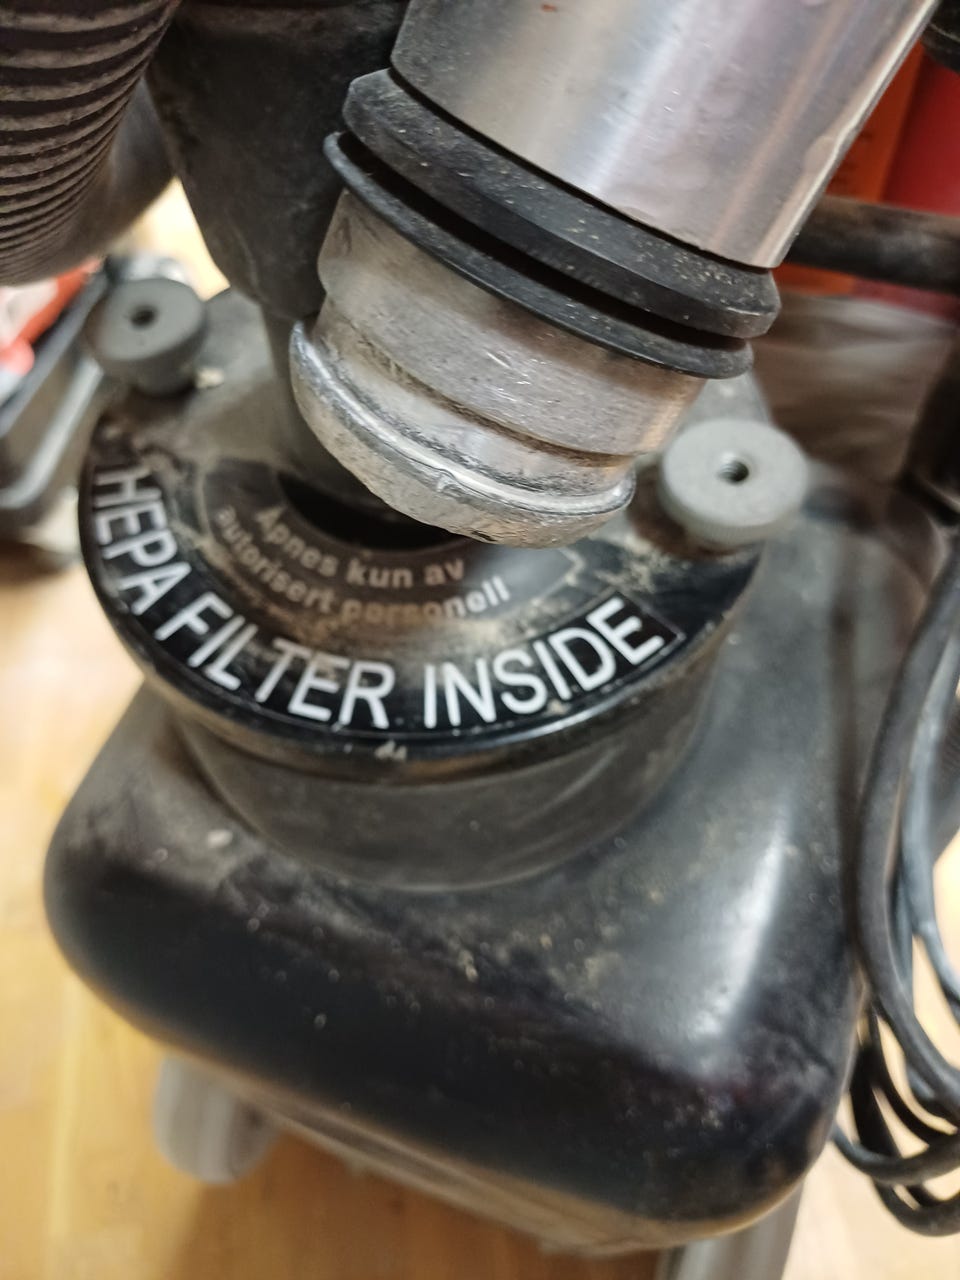 Åpnes kun av
autorisert personell
HEPA FILTER INSIDE